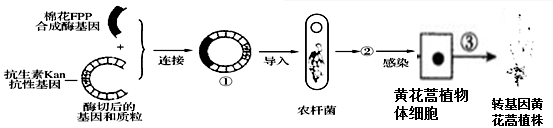 棉花FPP
合成酶基因
+
抗生素Kan
抗性基因
酶切后的
基因和质粒
连接
①
导入
农杆菌
②
感染
黄花蒿植物
体细胞
③
转基因黄
花蒿植株